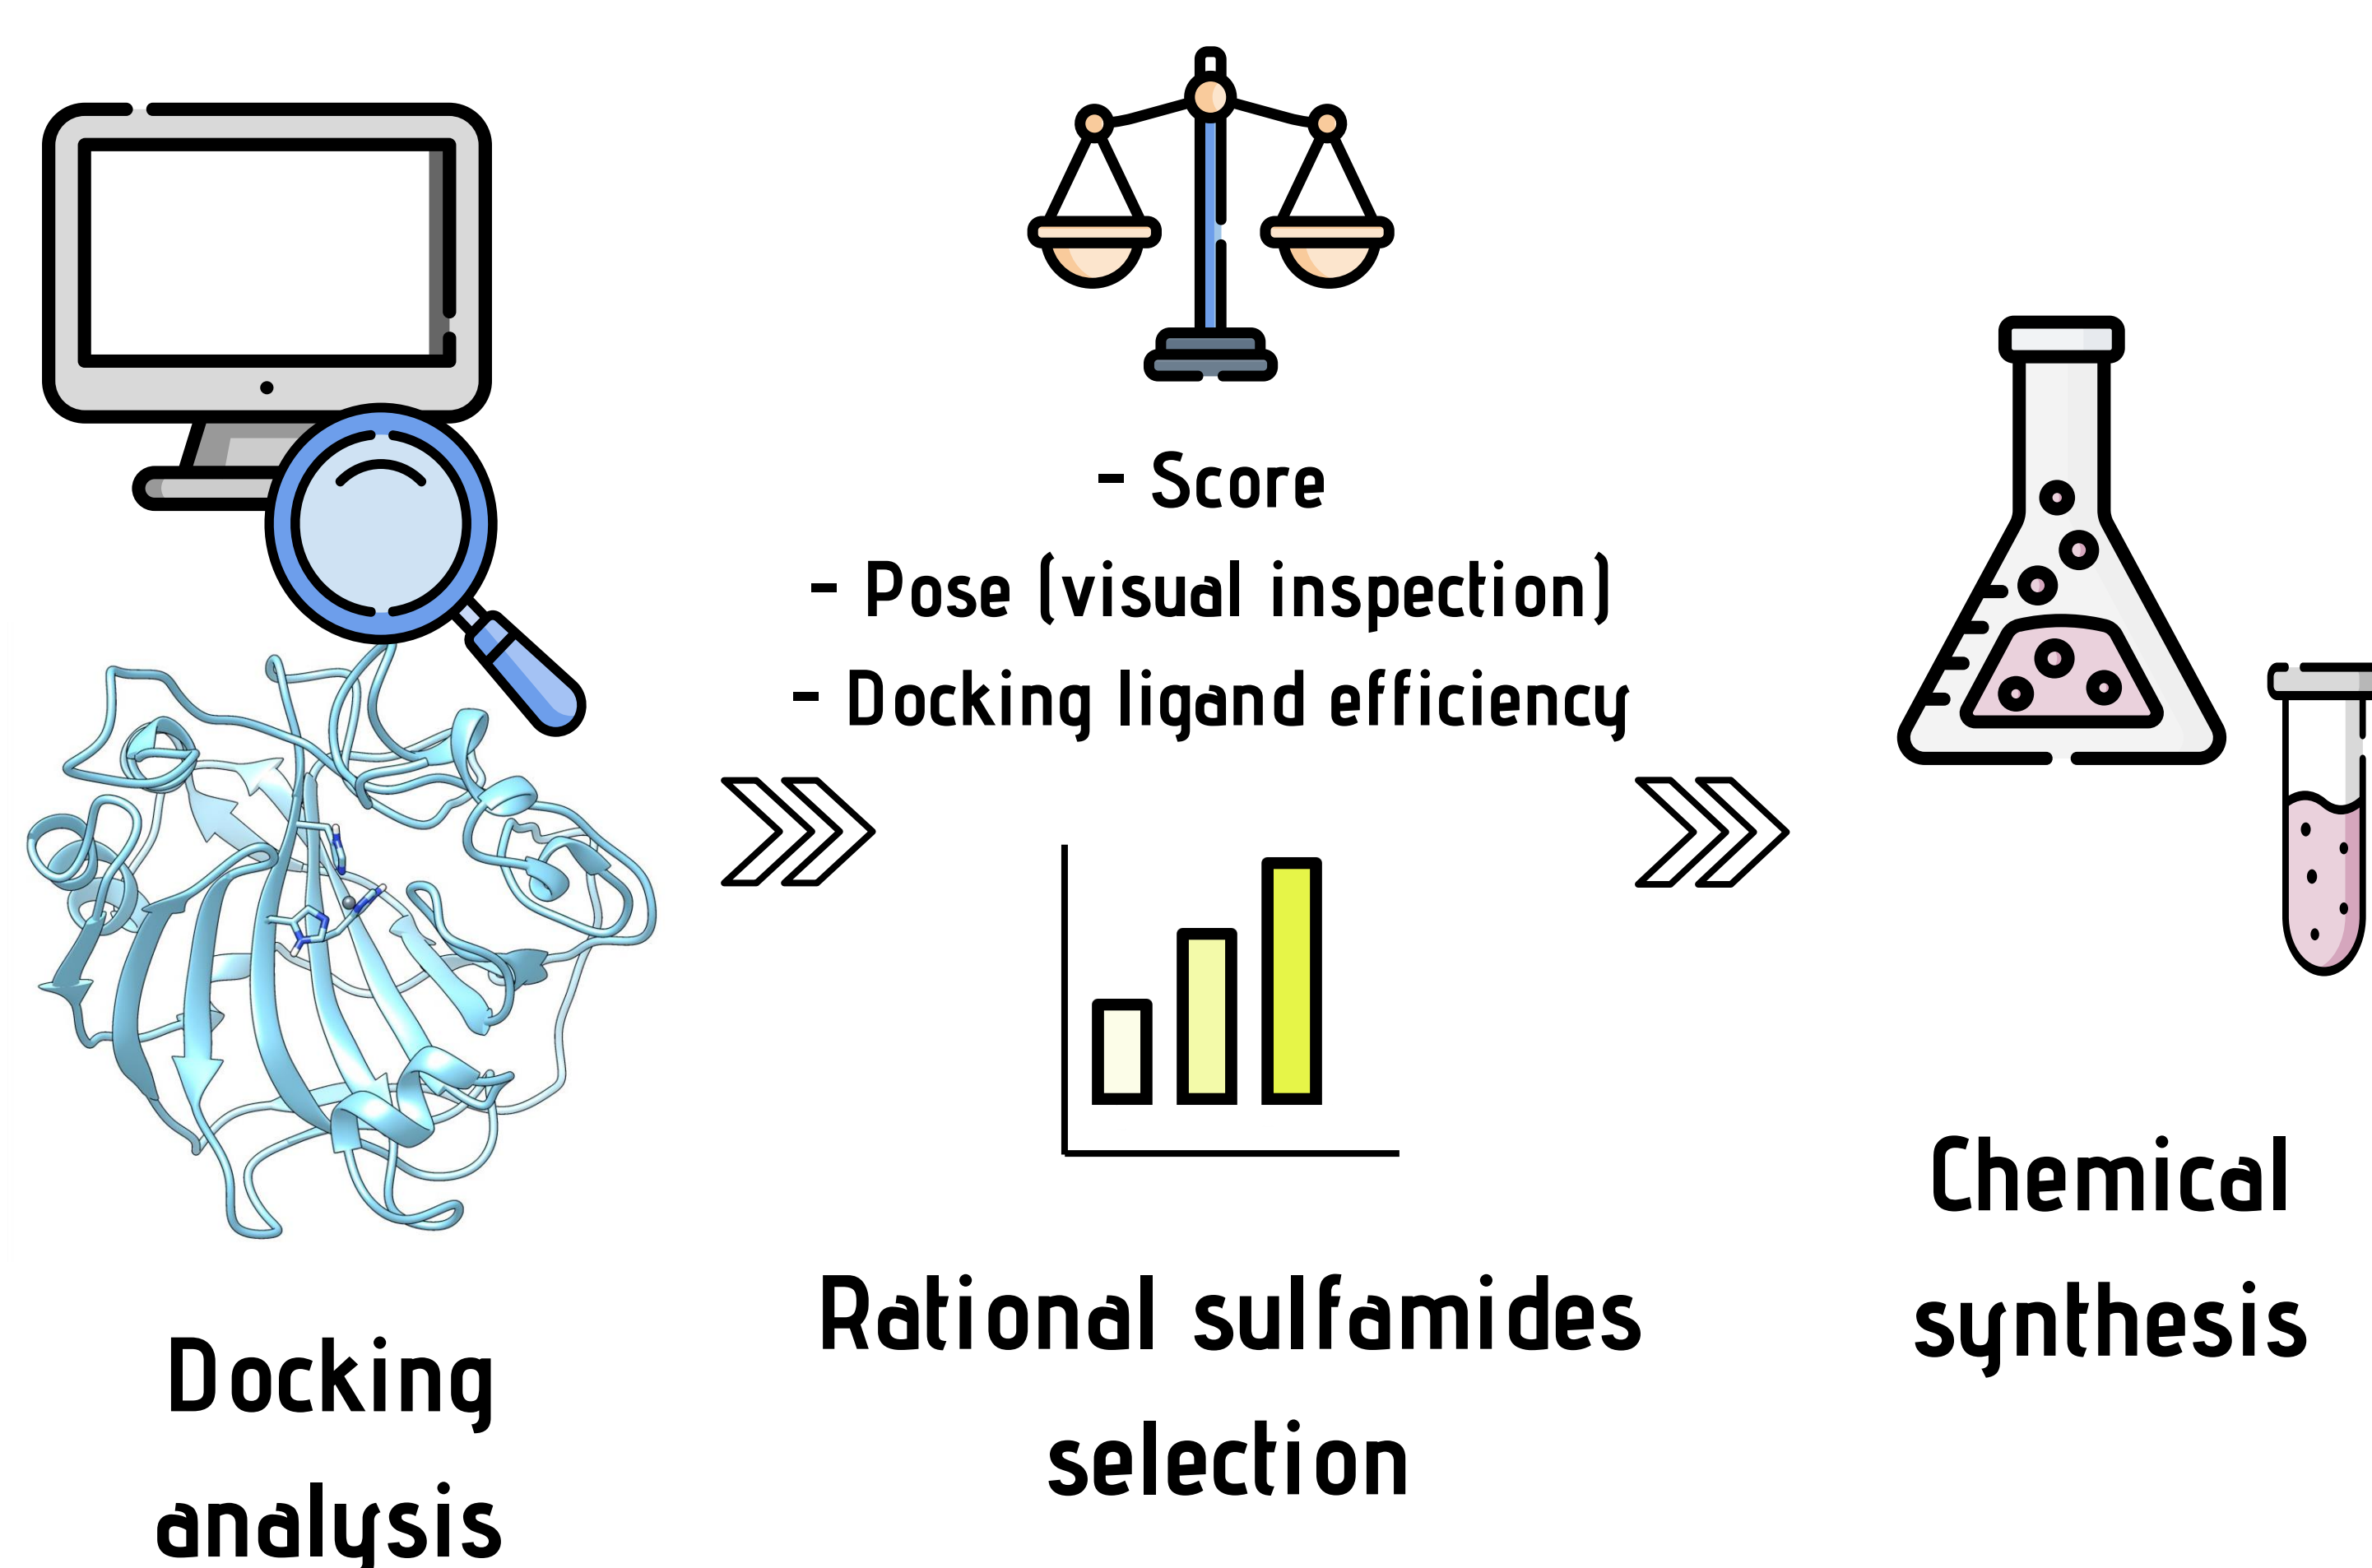 - Score
- Pose (visual inspection)
- Docking ligand efficiency
Docking
analysis
Rational sulfamides
selection
Chemical
synthesis